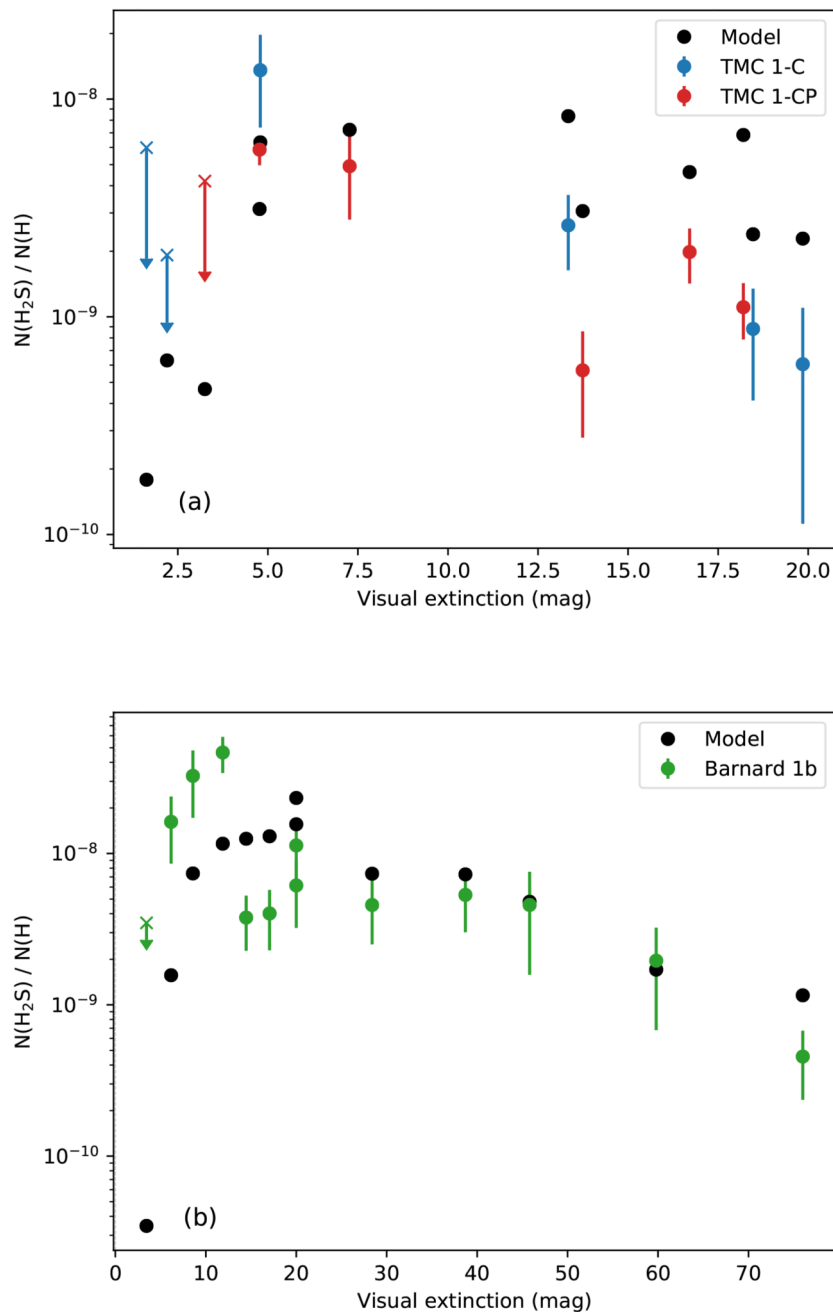 Model
TMC 1-C
TMC 1-CP
10⁻⁸
10⁻⁹
10⁻¹⁰
N(H₂S) / N(H)
(a)
2.5 5.0 7.5 10.0 12.5 15.0 17.5 20.0
Visual extinction (mag)
Model
Barnard 1b
10⁻⁸
10⁻⁹
10⁻¹⁰
N(H₂S) / N(H)
(b)
0 10 20 30 40 50 60 70
Visual extinction (mag)